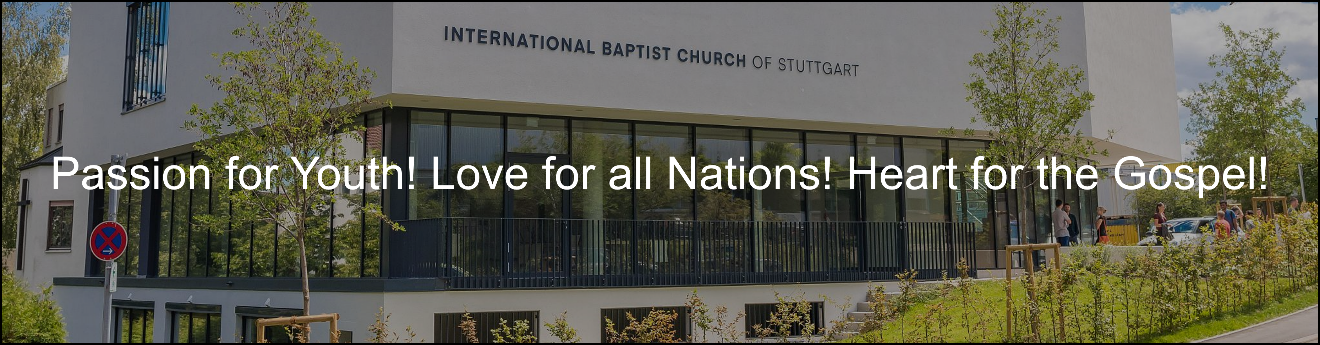 INTERNATIONAL BAPTIST CHURCH OF STUTTGART
Passion for Youth! Love for all Nations! Heart for the Gospel!